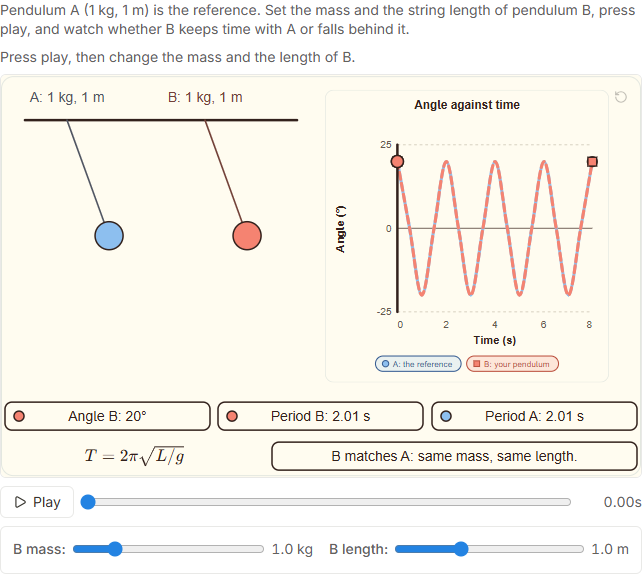 Pendulum A (1 kg, 1 m) is the reference. Set the mass and the string length of pendulum B, press
play, and watch whether B keeps time with A or falls behind it.
Press play, then change the mass and the length of B.
A: 1 kg, 1 m
B: 1 kg, 1 m
Angle against time
25
0
-25
Angle (°)
0 2 4 6 8
Time (s)
A: the reference
B: your pendulum
Angle B: 20°
Period B: 2.01 s
Period A: 2.01 s
T = 2π√L/g
B matches A: same mass, same length.
Play
0.00s
B mass: 1.0 kg
B length: 1.0 m